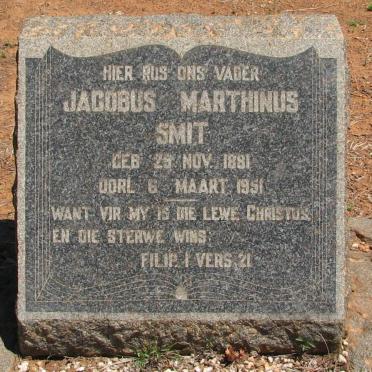 HIER RUS ONS VADER
JACOBUS MARTHINUS
SMIT
GEB 29 NOV. 1891
OORL 6 MAART 1951
WANT VIR MY IS DIE LEWE CHRISTUS
EN DIE STERWE WINS.
FILIP. 1 VERS. 21